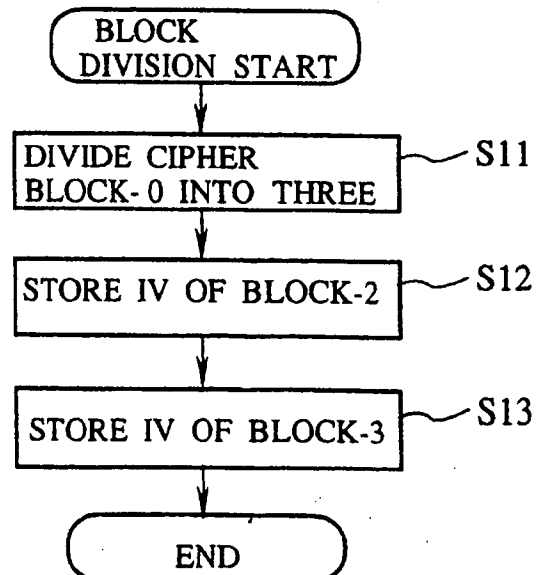 BLOCK
DIVISION START
DIVIDE CIPHER
BLOCK-0 INTO THREE
S11
STORE IV OF BLOCK-2
S12
STORE IV OF BLOCK-3
S13
END